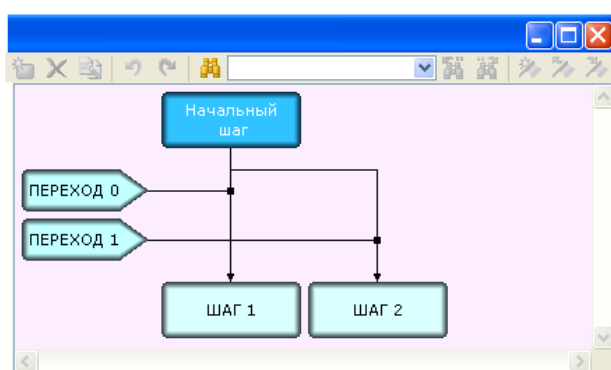 Начальный
шаг
ПЕРЕХОД 0
ПЕРЕХОД 1
ШАГ 1
ШАГ 2